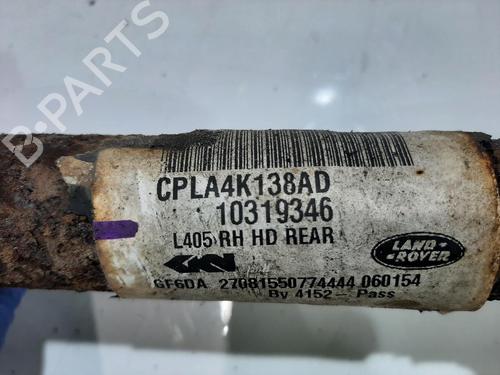 B-PARTS
CPLA4K138AD
10319346
L405 RH HD REAR
GKN
LAND
ROVER
GF6DA 27081550774444 060154
By 4152 - Pass